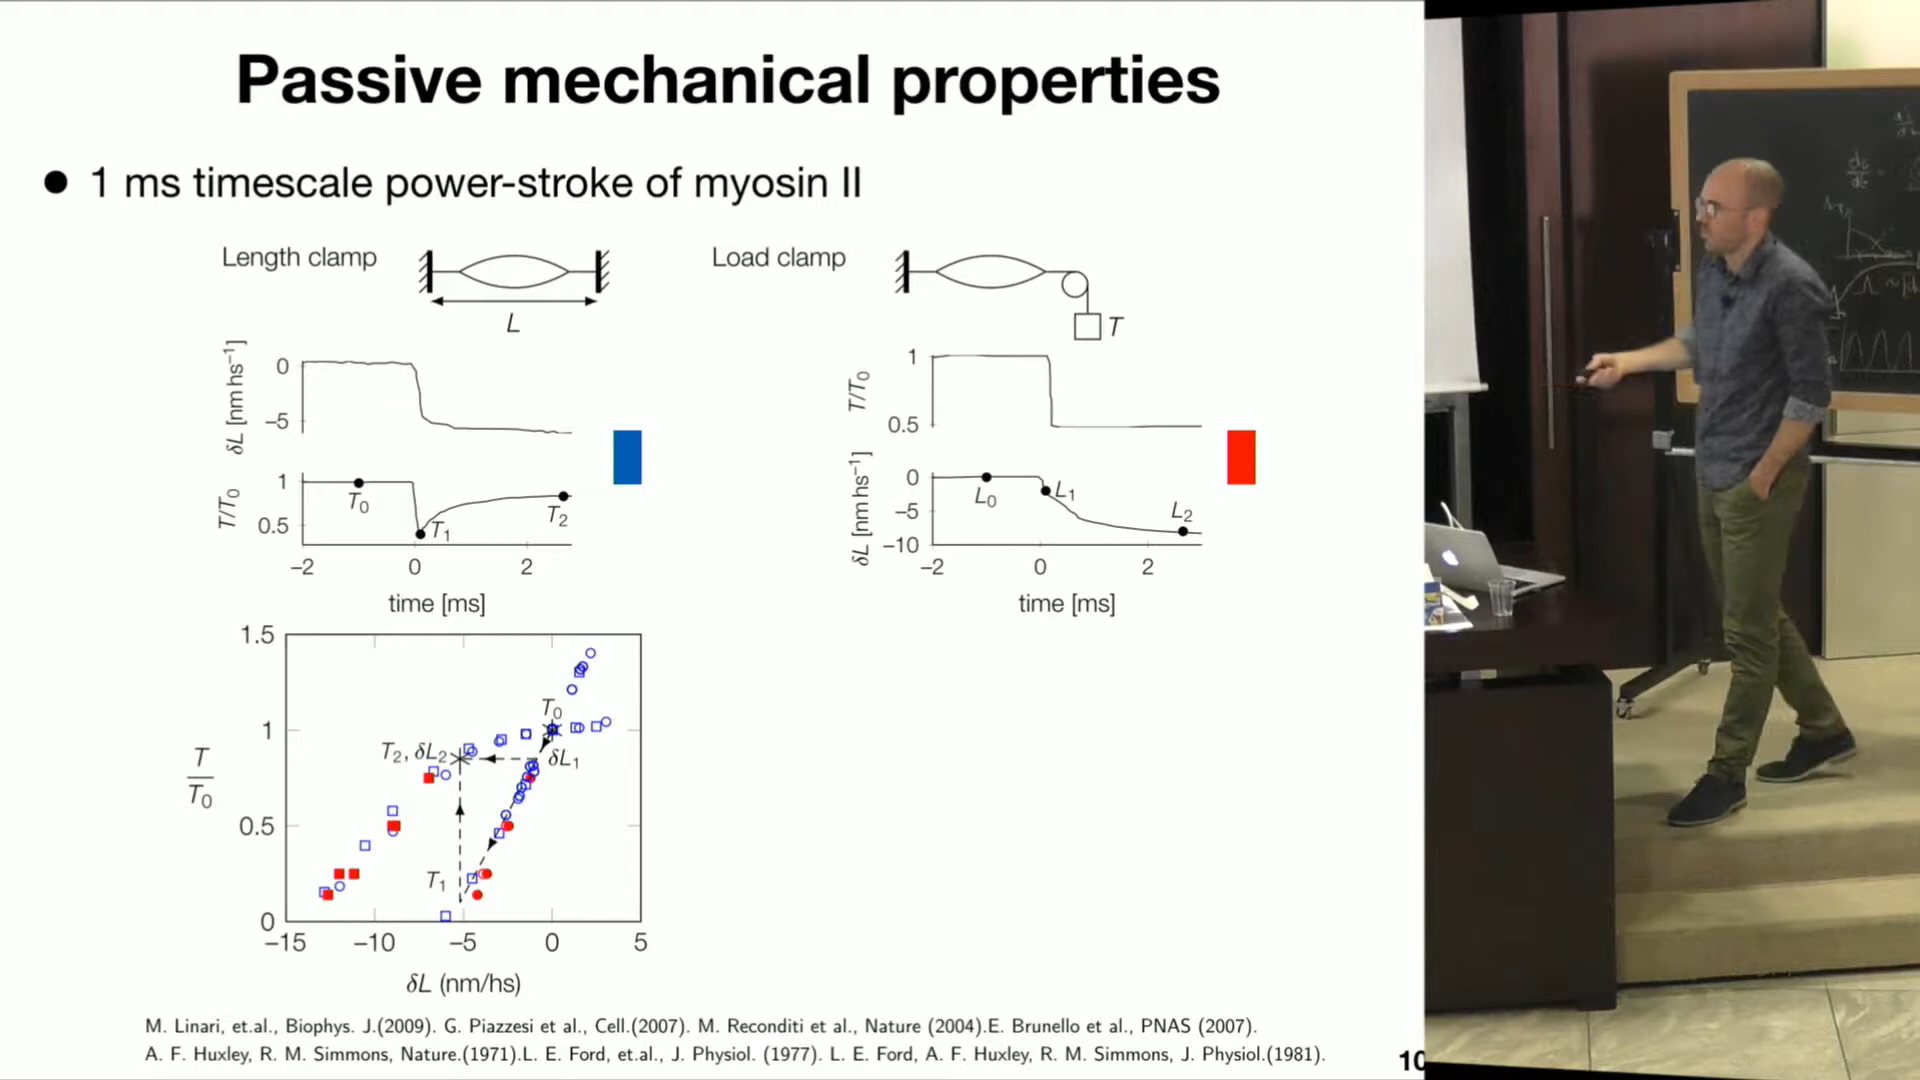 Passive mechanical properties
● 1 ms timescale power-stroke of myosin II
Length clamp
L
Load clamp
T
δL [nm hs⁻¹]
0
−5
T/T₀
1
0.5
T₀
T₁
T₂
−2 0 2
time [ms]
T/T₀
1
0.5
δL [nm hs⁻¹]
0
−5
−10
L₀
L₁
L₂
−2 0 2
time [ms]
T
T₀
1.5
1
0.5
0
T₀
T₂, δL₂
δL₁
T₁
−15 −10 −5 0 5
δL (nm/hs)
M. Linari, et.al., Biophys. J.(2009). G. Piazzesi et al., Cell.(2007). M. Reconditi et al., Nature (2004).E. Brunello et al., PNAS (2007).
A. F. Huxley, R. M. Simmons, Nature.(1971).L. E. Ford, et.al., J. Physiol. (1977). L. E. Ford, A. F. Huxley, R. M. Simmons, J. Physiol.(1981).
10